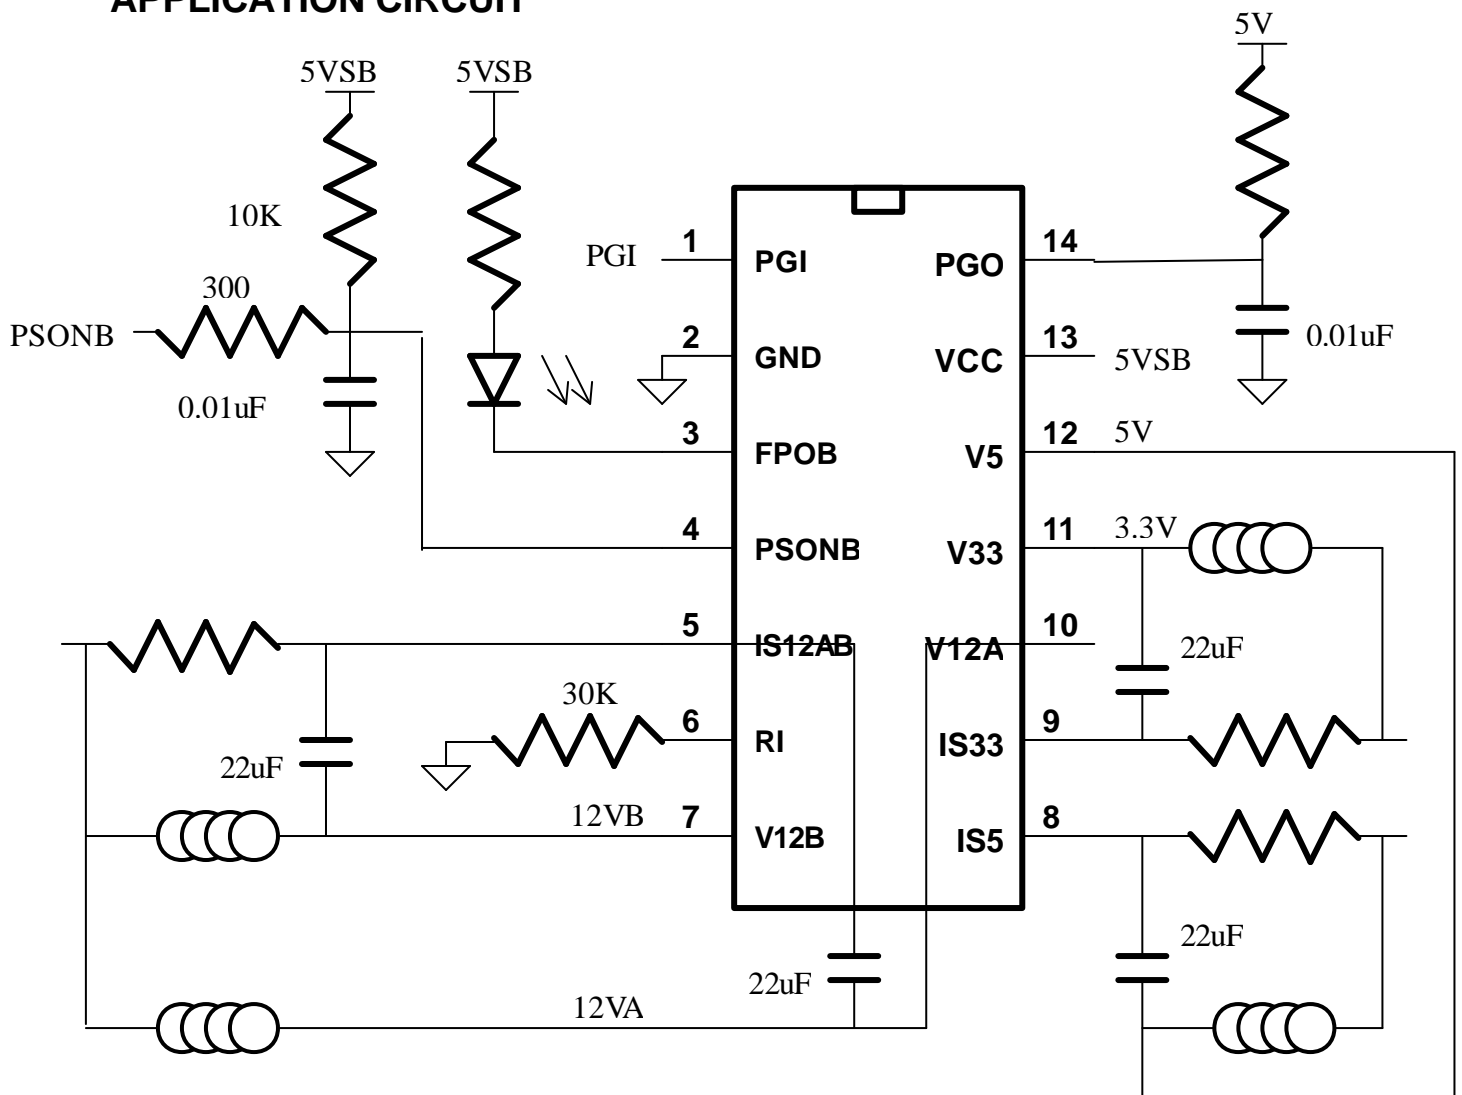 APPLICATION CIRCUIT
5V
5VSB 5VSB
10K
300
PSONB
0.01uF
PGI 1 PGI
2 GND
3 FPOB
4 PSONB
5 IS12AB
30K
6 RI
22uF
12VB 7 V12B
12VA
22uF
PGO 14
0.01uF
VCC 13 5VSB
V5 12 5V
V33 11 3.3V
V12A 10
22uF
IS33 9
IS5 8
22uF